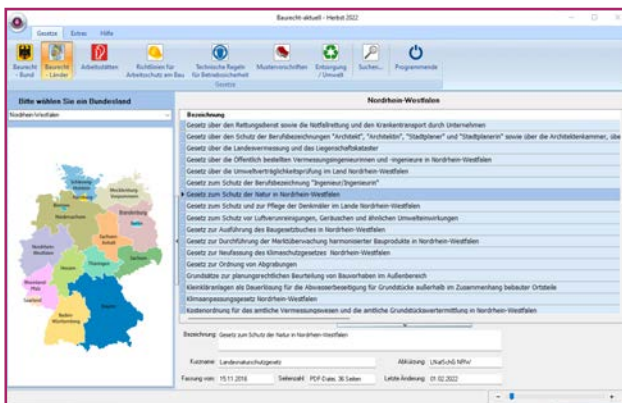 Baurecht-aktuell - Herbst 2022
Gesetze Extras Hilfe
Baurecht - Bund
Baurecht - Länder
Arbeitsstätten
Richtlinien für Arbeitsschutz am Bau
Technische Regeln für Betriebssicherheit
Mustervorschriften
Entsorgung / Umwelt
Suchen...
Programmende
Gesetze
Bitte wählen Sie ein Bundesland
Nordrhein-Westfalen
Nordrhein-Westfalen
Bezeichnung
Gesetz über den Rettungsdienst sowie die Notfallrettung und den Krankentransport durch Unternehmen
Gesetz über den Schutz der Berufsbezeichnungen "Architekt", "Architektin", "Stadtplaner" und "Stadtplanerin" sowie über die Architektenkammer, übe
Gesetz über die Landesvermessung und das Liegenschaftskataster
Gesetz über die Öffentlich bestellten Vermessungsingenieurinnen und -ingenieure in Nordrhein-Westfalen
Gesetz über die Umweltverträglichkeitsprüfung im Land Nordrhein-Westfalen
Gesetz zum Schutz der Berufsbezeichnung "Ingenieur/Ingenieurin"
Gesetz zum Schutz der Natur in Nordrhein-Westfalen
Gesetz zum Schutz und zur Pflege der Denkmäler im Lande Nordrhein-Westfalen
Gesetz zum Schutz vor Luftverunreinigungen, Geräuschen und ähnlichen Umwelteinwirkungen
Gesetz zur Ausführung des Baugesetzbuches in Nordrhein-Westfalen
Gesetz zur Durchführung der Marktüberwachung harmonisierter Bauprodukte in Nordrhein-Westfalen
Gesetz zur Neufassung des Klimaschutzgesetzes Nordrhein-Westfalen
Gesetz zur Ordnung von Abgrabungen
Grundsätze zur planungsrechtlichen Beurteilung von Bauvorhaben im Außenbereich
Kleinkläranlagen als Dauerlösung für die Abwasserbeseitigung für Grundstücke außerhalb im Zusammenhang bebauter Ortsteile
Klimaanpassungsgesetz Nordrhein-Westfalen
Kostenordnung für das amtliche Vermessungswesen und die amtliche Grundstückswertermittlung in Nordrhein-Westfalen
Schleswig-Holstein
Mecklenburg-Vorpommern
Hamburg
Bremen
Niedersachsen
Brandenburg
Berlin
Sachsen-Anhalt
Nordrhein-Westfalen
Sachsen
Thüringen
Hessen
Rheinland-Pfalz
Saarland
Bayern
Baden-Württemberg
Bezeichnung: Gesetz zum Schutz der Natur in Nordrhein-Westfalen
Kurzname: Landesnaturschutzgesetz Abkürzung: LNatSchG NRW
Fassung vom: 15.11.2016 Seitenzahl: PDF-Datei, 36 Seiten Letzte Änderung: 01.02.2022